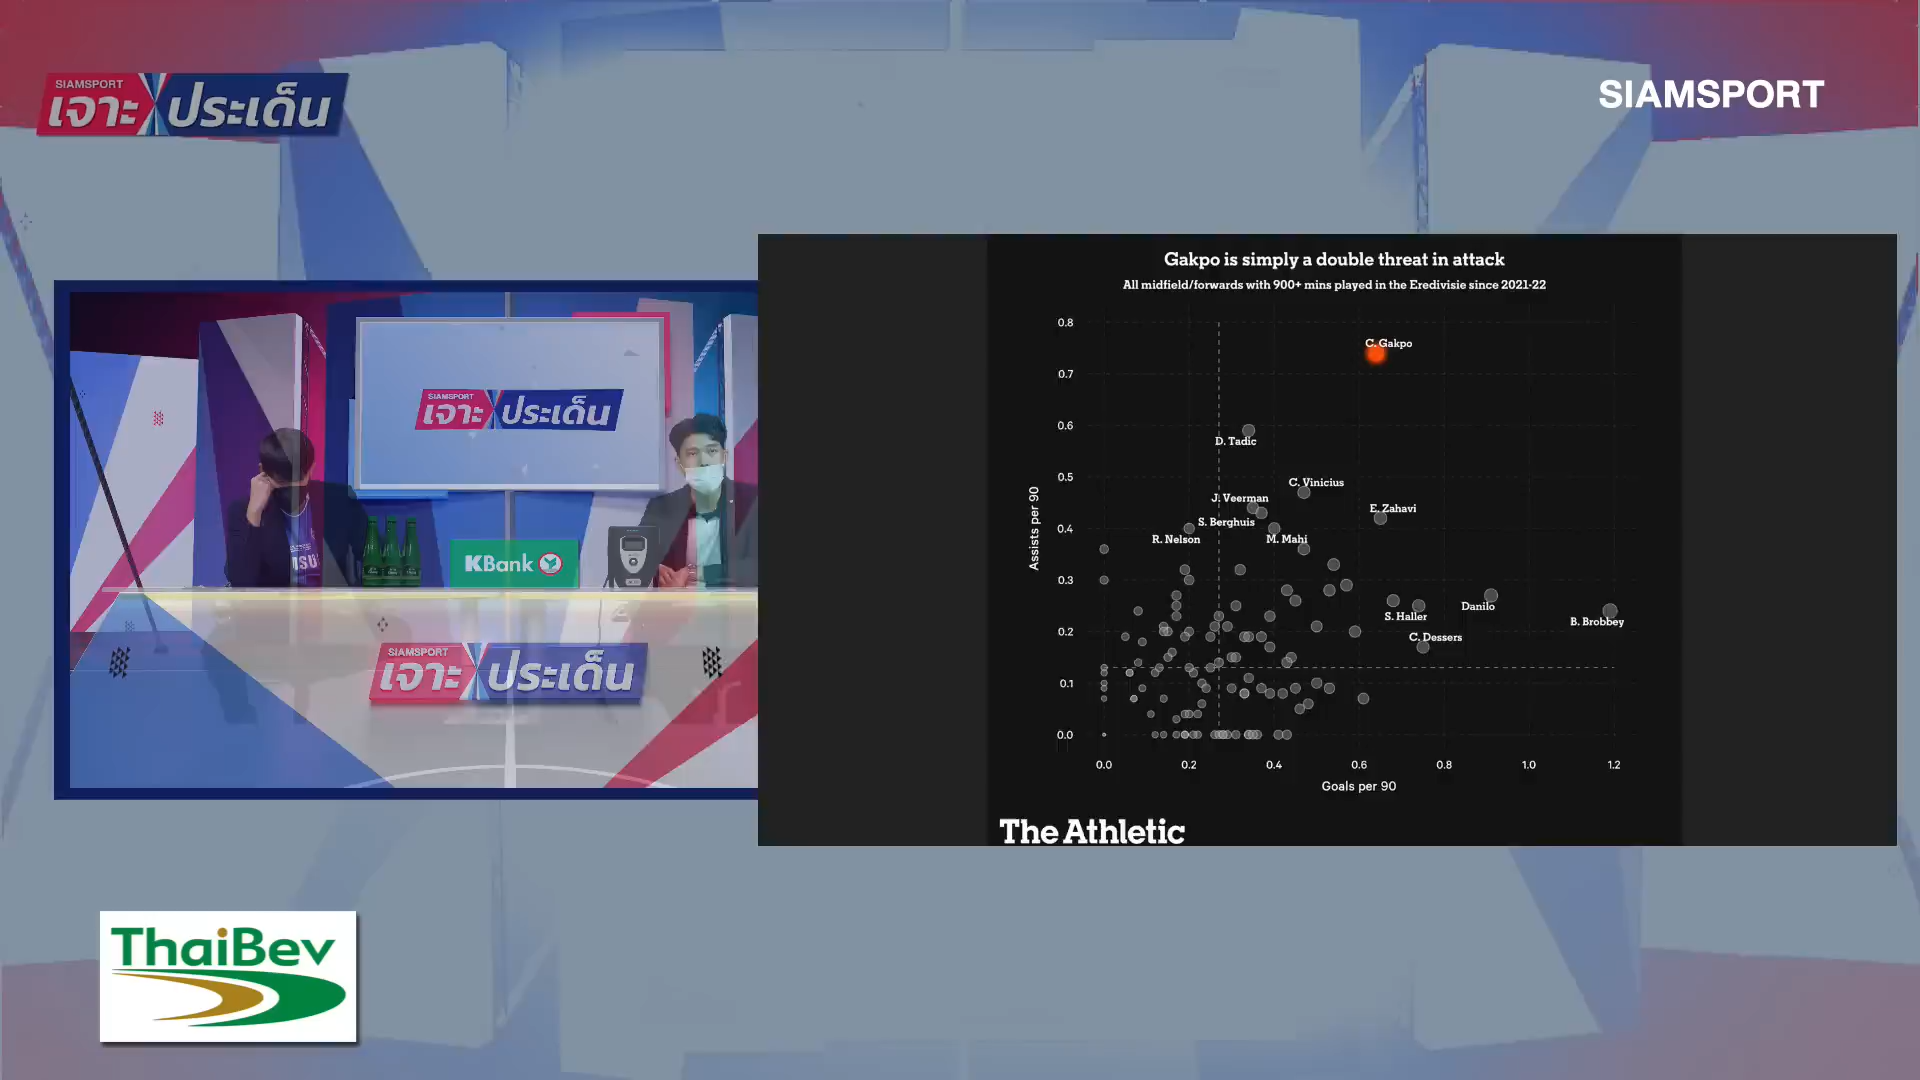 SIAMSPORT
เจาะประเด็น
SIAMSPORT
Gakpo is simply a double threat in attack
All midfield/forwards with 900+ mins played in the Eredivisie since 2021-22
0.8
C. Gakpo
0.7
0.6
D. Tadic
0.5
C. Vinicius
J. Veerman
E. Zahavi
S. Berghuis
0.4
R. Nelson
M. Mahi
0.3
Danilo
S. Haller
B. Brobbey
0.2
C. Dessers
0.1
0.0
Assists per 90
0.0 0.2 0.4 0.6 0.8 1.0 1.2
Goals per 90
The Athletic
SIAMSPORT
เจาะประเด็น
KBank
SIAMSPORT
เจาะประเด็น
ThaiBev